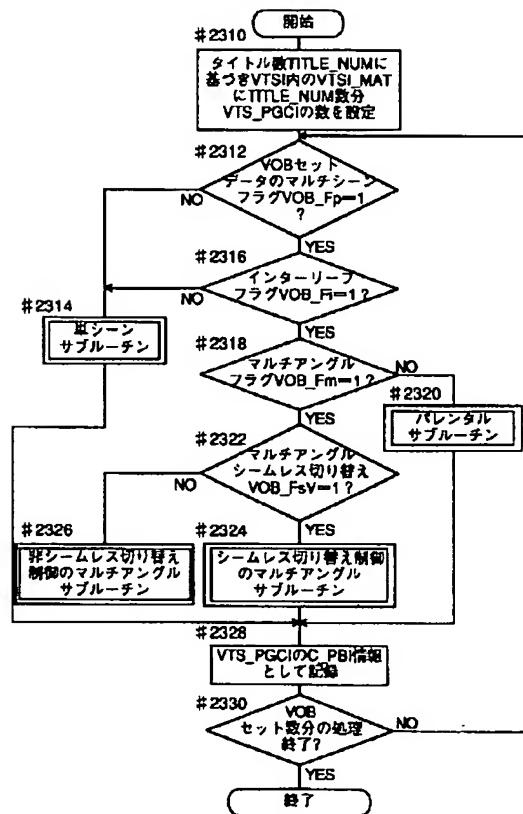 開始
#2310
タイトル数TITLE_NUMに
基づきVTSI内のVTSI_MAT
にTITLE_NUM数分
VTS_PGCIの数を設定
#2312
VOBセット
データのマルチシーン
フラグVOB_Fp=1
?
NO
YES
#2316
インターリーブ
フラグVOB_Fi=1?
NO
YES
#2314
単シーン
サブルーチン
#2318
マルチアングル
フラグVOB_Fm=1?
NO
YES
#2320
パレンタル
サブルーチン
#2322
マルチアングル
シームレス切り替え
VOB_FsV=1?
NO
YES
#2326
非シームレス切り替え
制御のマルチアングル
サブルーチン
#2324
シームレス切り替え制御
のマルチアングル
サブルーチン
#2328
VTS_PGCIのC_PBI情報
として記録
#2330
VOB
セット数分の処理
終了?
NO
YES
終了